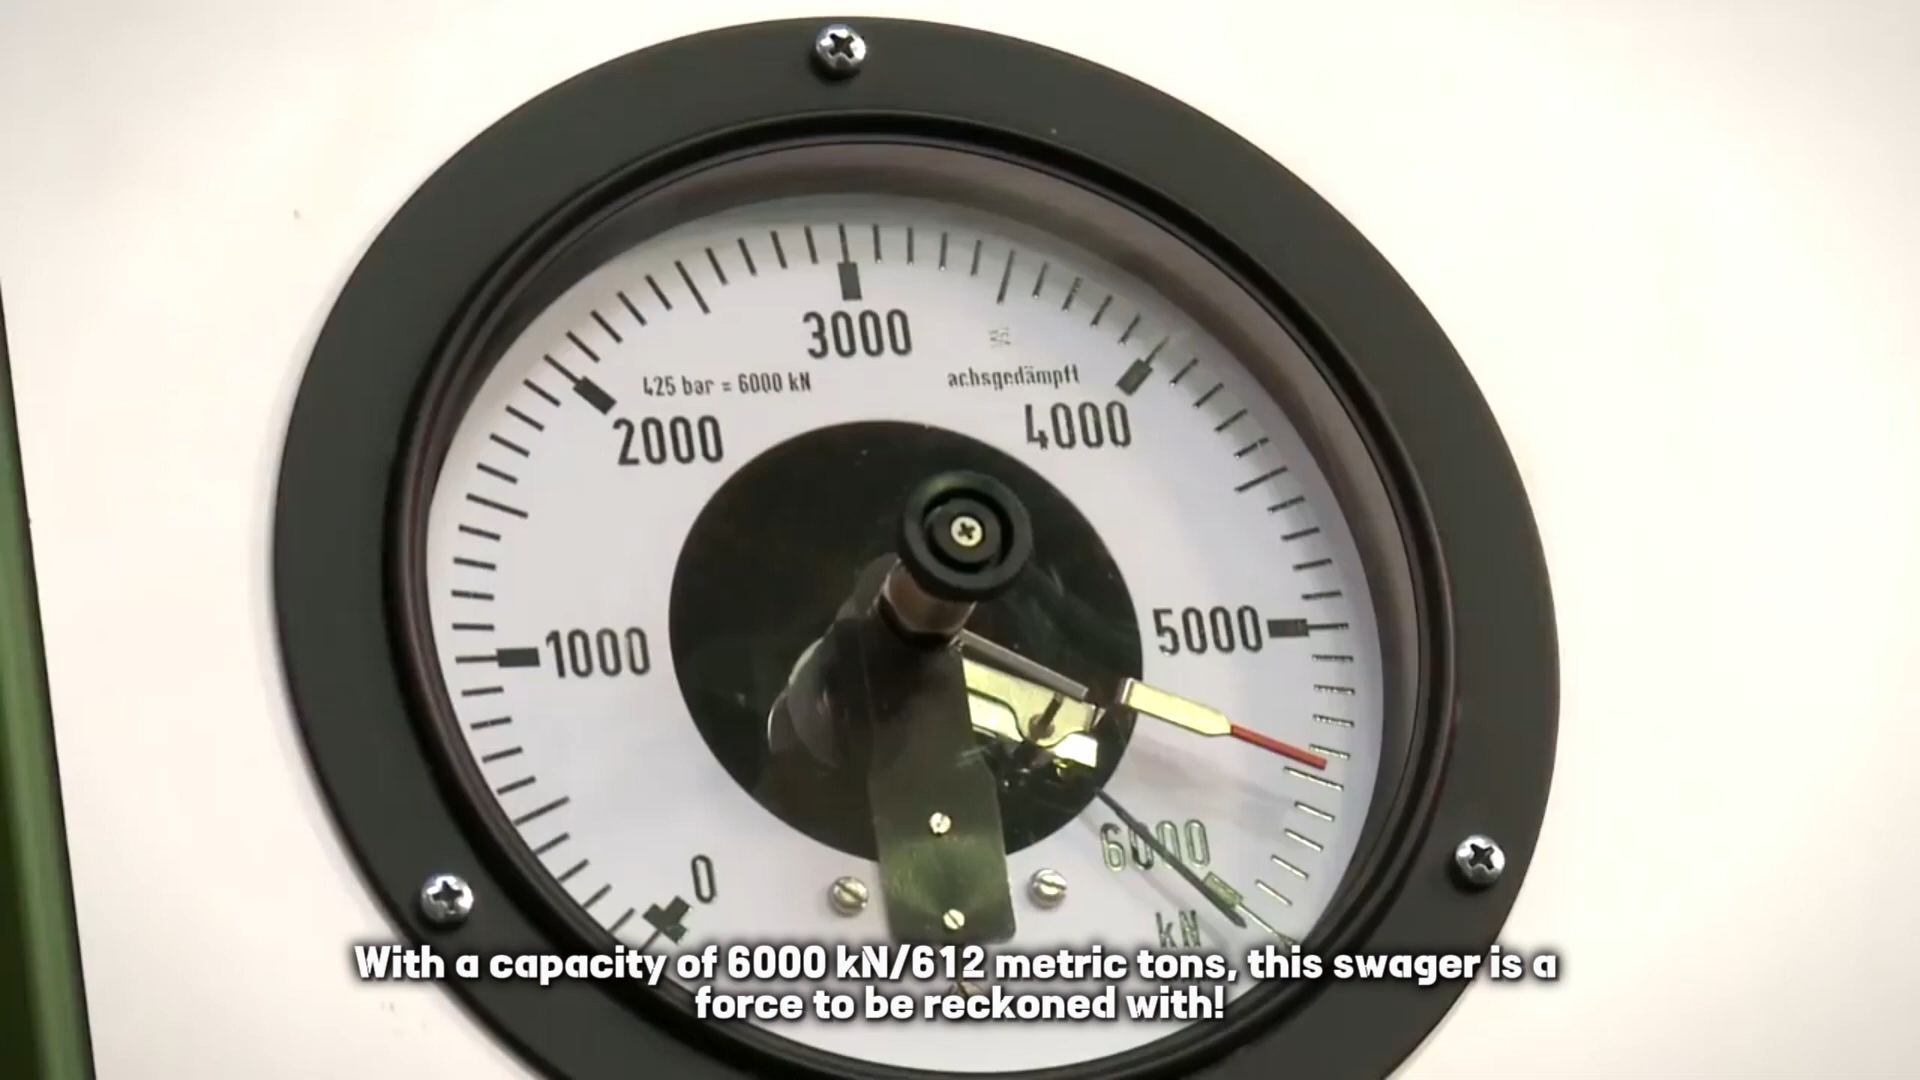 3000
425 bar = 6000 kN
achsgedämpft
2000
4000
1000
5000
6000
0
kN
With a capacity of 6000 kN/612 metric tons, this swager is a
force to be reckoned with!